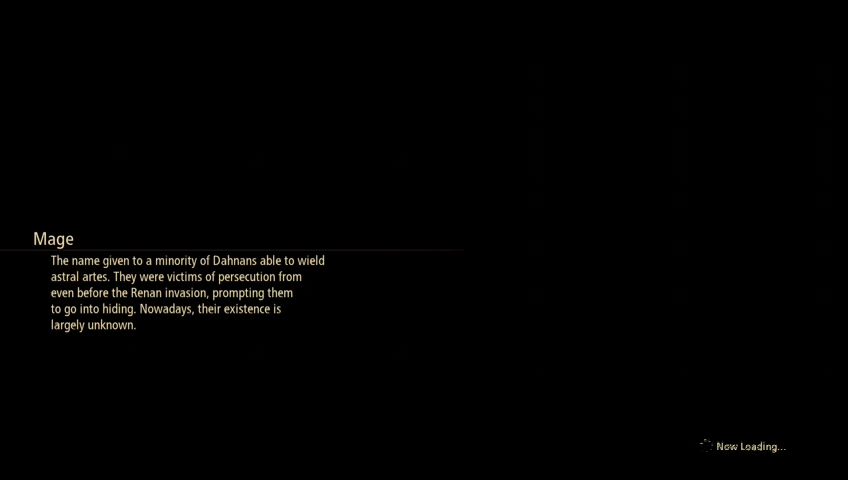 Mage
The name given to a minority of Dahnans able to wield
astral artes. They were victims of persecution from
even before the Renan invasion, prompting them
to go into hiding. Nowadays, their existence is
largely unknown.
Now Loading...